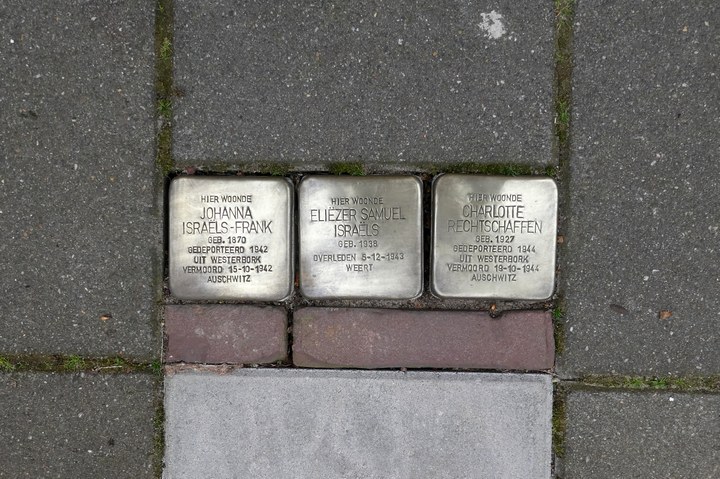 HIER WOONDE
JOHANNA
ISRAËLS-FRANK
GEB. 1870
GEDEPORTEERD 1942
UIT WESTERBORK
VERMOORD 15-10-1942
AUSCHWITZ
HIER WOONDE
ELIËZER SAMUEL
ISRAËLS
GEB. 1938
OVERLEDEN 5-12-1943
WEERT
HIER WOONDE
CHARLOTTE
RECHTSCHAFFEN
GEB. 1927
GEDEPORTEERD 1944
UIT WESTERBORK
VERMOORD 19-10-1944
AUSCHWITZ